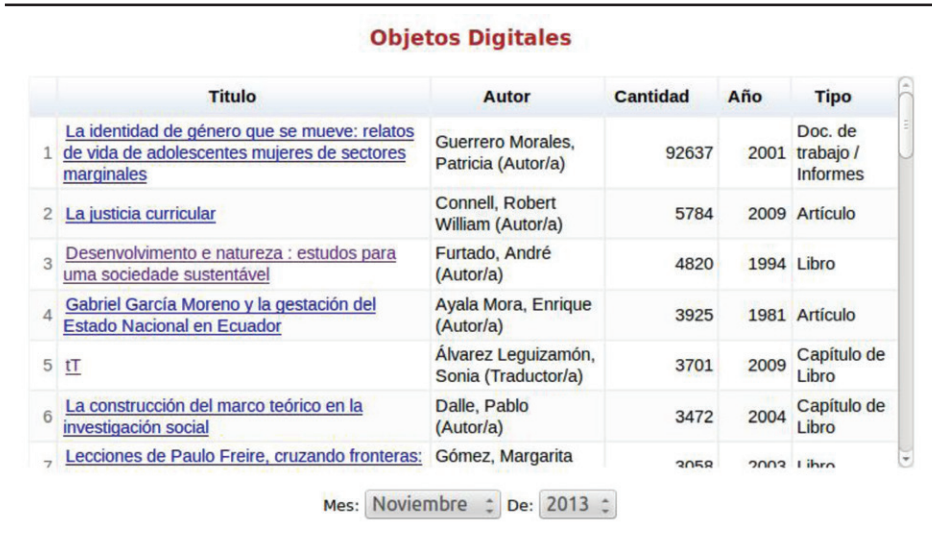 Objetos Digitales
Titulo Autor Cantidad Año Tipo
1 La identidad de género que se mueve: relatos de vida de adolescentes mujeres de sectores marginales Guerrero Morales, Patricia (Autor/a) 92637 2001 Doc. de trabajo / Informes
2 La justicia curricular Connell, Robert William (Autor/a) 5784 2009 Artículo
3 Desenvolvimento e natureza : estudos para uma sociedade sustentável Furtado, André (Autor/a) 4820 1994 Libro
4 Gabriel García Moreno y la gestación del Estado Nacional en Ecuador Ayala Mora, Enrique (Autor/a) 3925 1981 Artículo
5 tT Álvarez Leguizamón, Sonia (Traductor/a) 3701 2009 Capítulo de Libro
6 La construcción del marco teórico en la investigación social Dalle, Pablo (Autor/a) 3472 2004 Capítulo de Libro
7 Lecciones de Paulo Freire, cruzando fronteras: Gómez, Margarita 3058 2003 Libro
Mes: Noviembre De: 2013